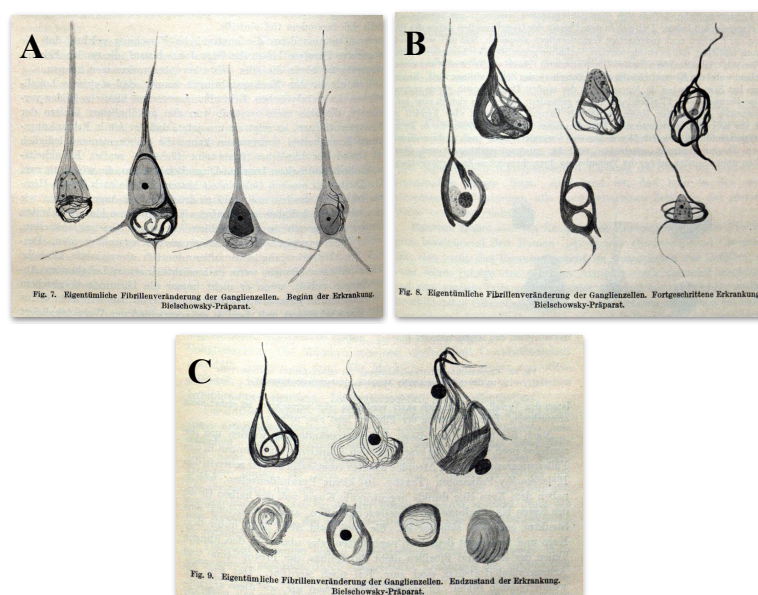 A
Fig. 7. Eigentümliche Fibrillenveränderung der Ganglienzellen. Beginn der Erkrankung.
Bielschowsky-Präparat.
B
Fig. 8. Eigentümliche Fibrillenveränderung der Ganglienzellen. Fortgeschrittene Erkrankung
Bielschowsky-Präparat.
C
Fig. 9. Eigentümliche Fibrillenveränderung der Ganglienzellen. Endzustand der Erkrankung.
Bielschowsky-Präparat.